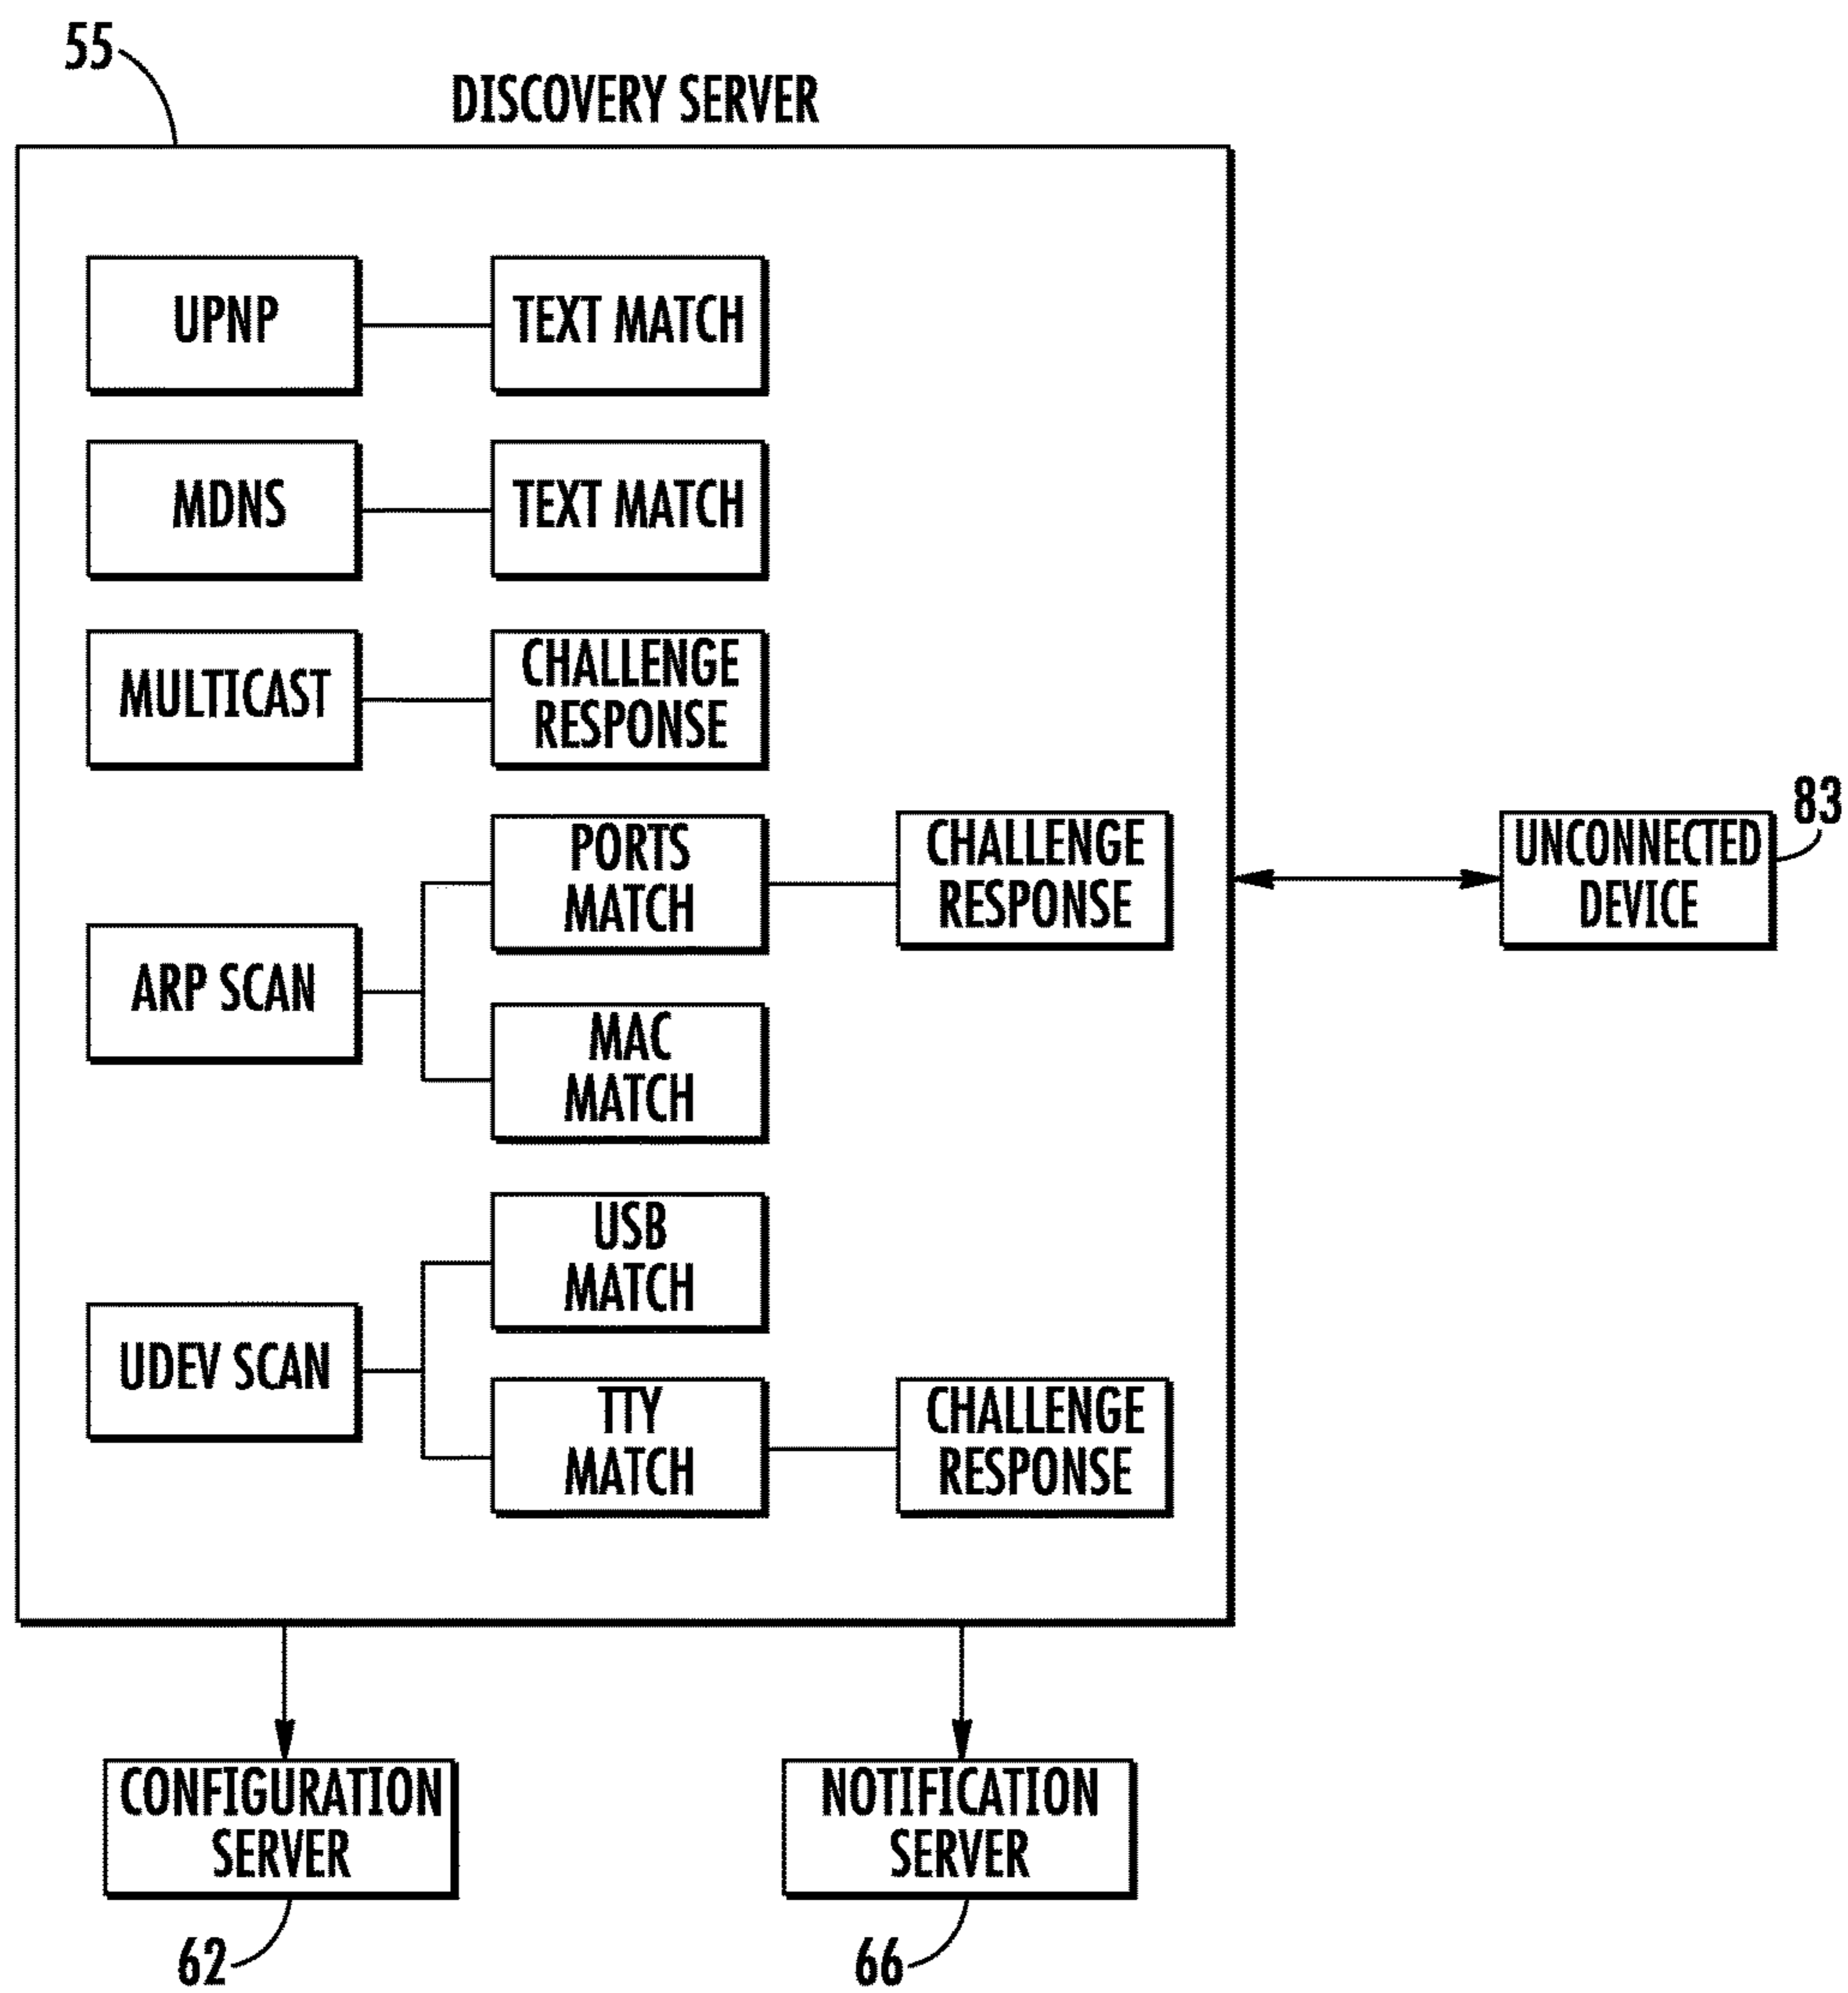 55
DISCOVERY SERVER
UPNP
TEXT MATCH
MDNS
TEXT MATCH
MULTICAST
CHALLENGE
RESPONSE
ARP SCAN
PORTS
MATCH
CHALLENGE
RESPONSE
MAC
MATCH
UDEV SCAN
USB
MATCH
TTY
MATCH
CHALLENGE
RESPONSE
83
UNCONNECTED
DEVICE
CONFIGURATION
SERVER
62
NOTIFICATION
SERVER
66